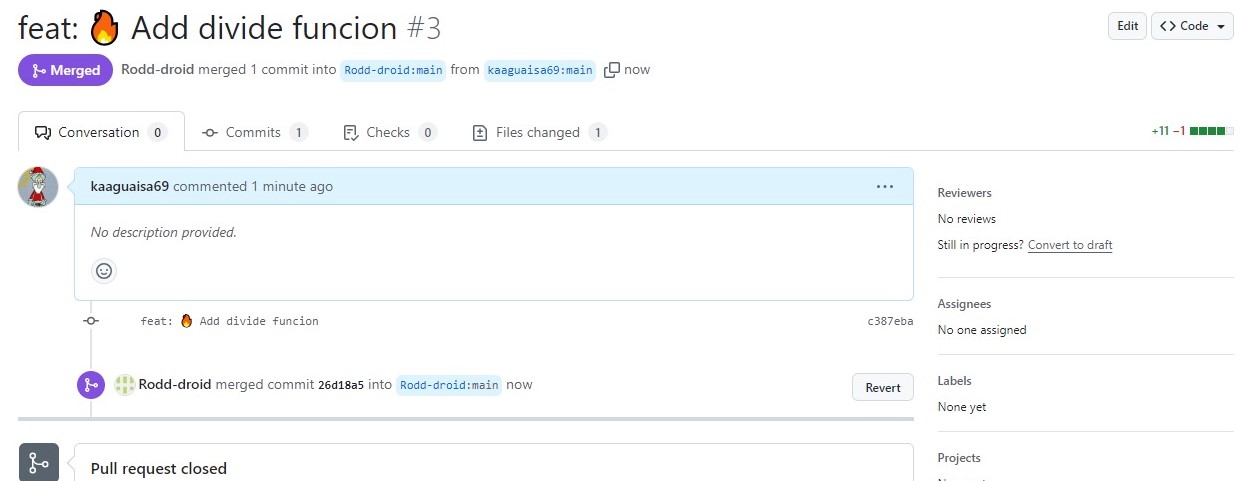 feat: 🔥 Add divide funcion #3
Edit
<> Code
Merged
Rodd-droid merged 1 commit into Rodd-droid:main from kaaguaisa69:main now
Conversation 0
Commits 1
Checks 0
Files changed 1
+11 −1
kaaguaisa69 commented 1 minute ago
...
No description provided.
feat: 🔥 Add divide funcion
c387eba
Rodd-droid merged commit 26d18a5 into Rodd-droid:main now
Revert
Pull request closed
Reviewers
No reviews
Still in progress? Convert to draft
Assignees
No one assigned
Labels
None yet
Projects